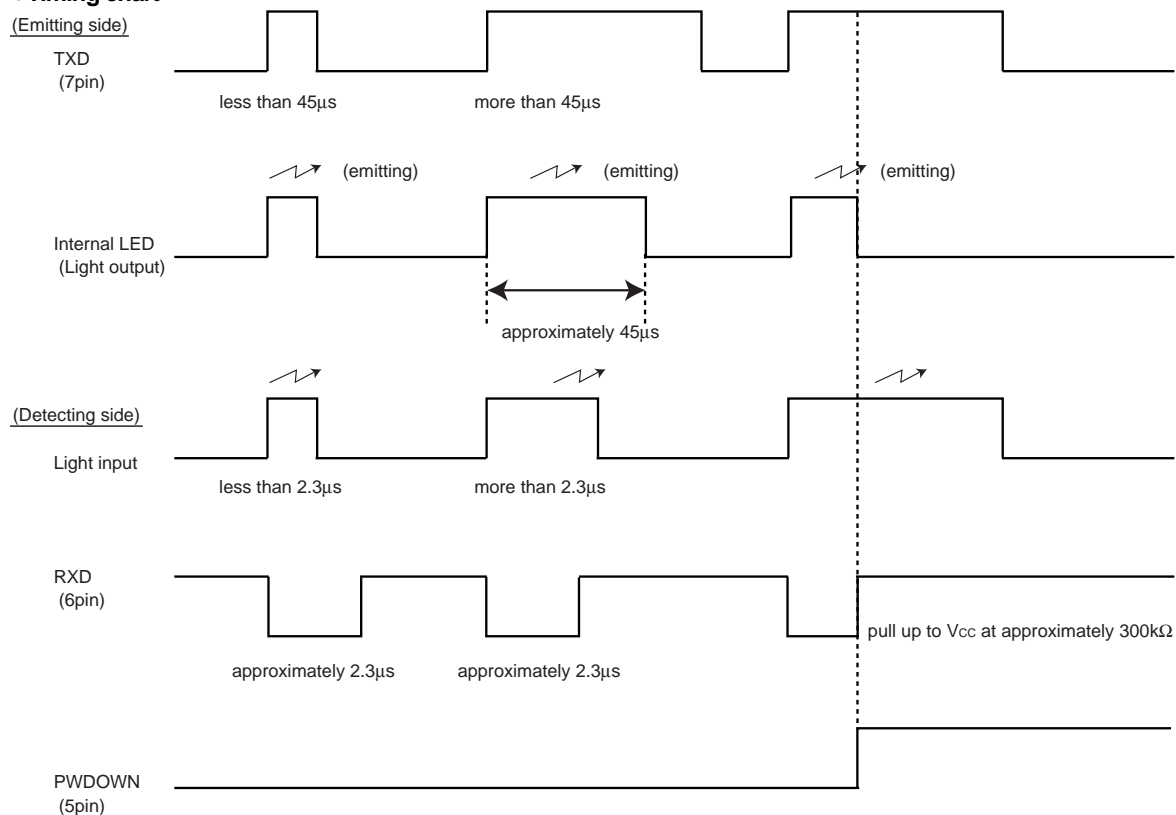 Timing chart
(Emitting side)
TXD
(7pin)
less than 45μs
more than 45μs
(emitting)
(emitting)
(emitting)
Internal LED
(Light output)
approximately 45μs
(Detecting side)
Light input
less than 2.3μs
more than 2.3μs
RXD
(6pin)
pull up to Vcc at approximately 300kΩ
approximately 2.3μs
approximately 2.3μs
PWDOWN
(5pin)